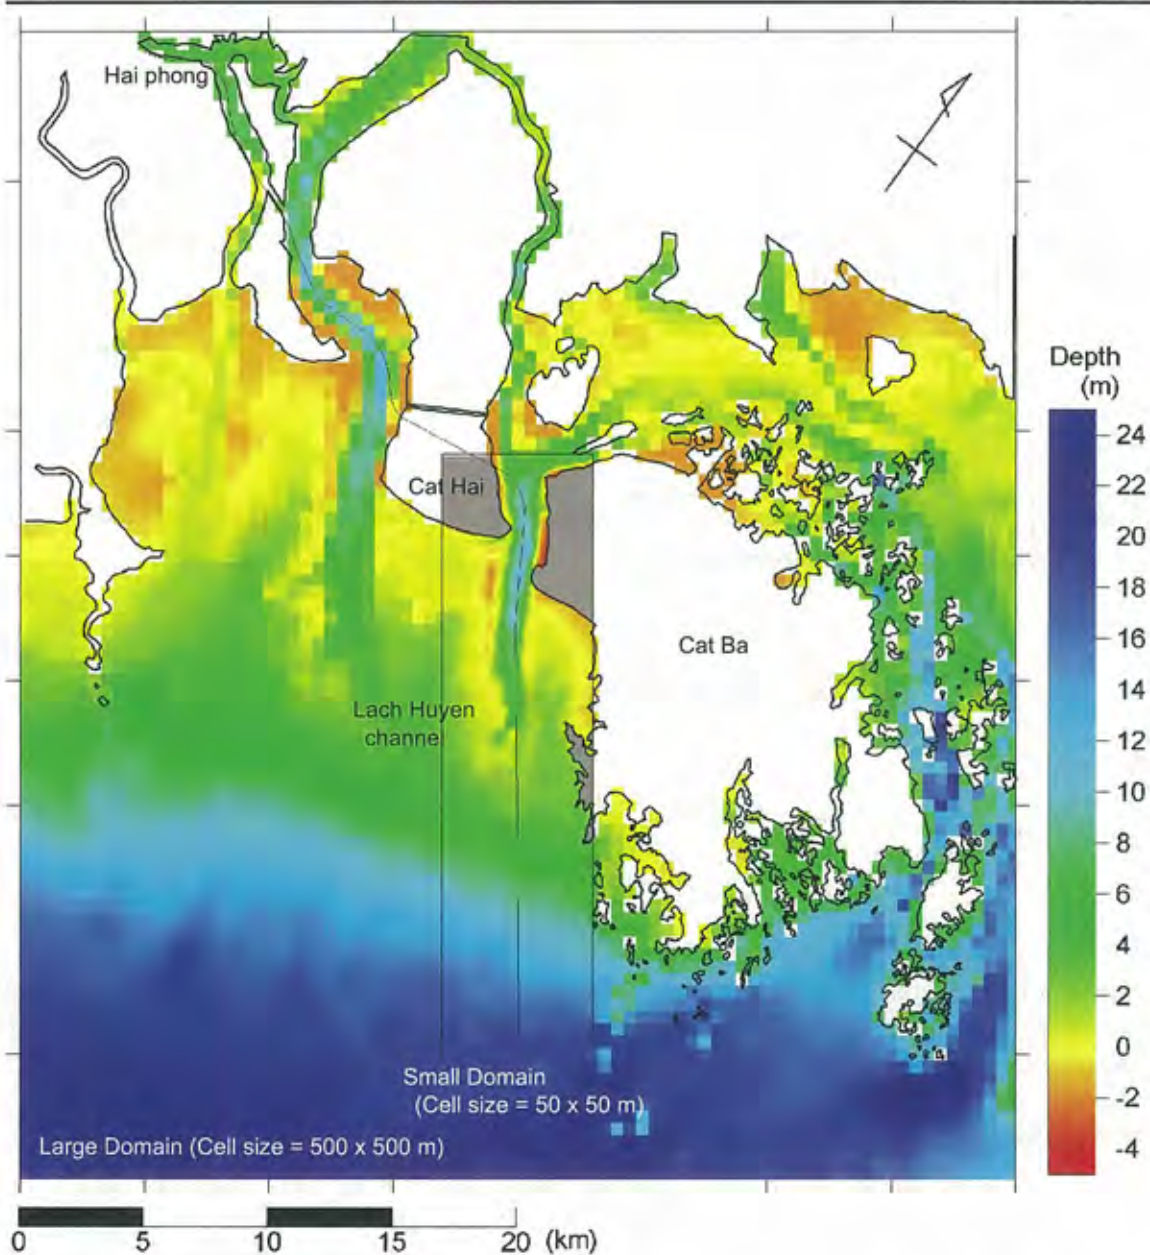 Hai phong
Depth
(m)
24
22
20
18
16
14
12
10
8
6
4
2
0
-2
-4
Cat Hai
Cat Ba
Lach Huyen
channel
Small Domain
(Cell size = 50 x 50 m)
Large Domain (Cell size = 500 x 500 m)
0 5 10 15 20 (km)